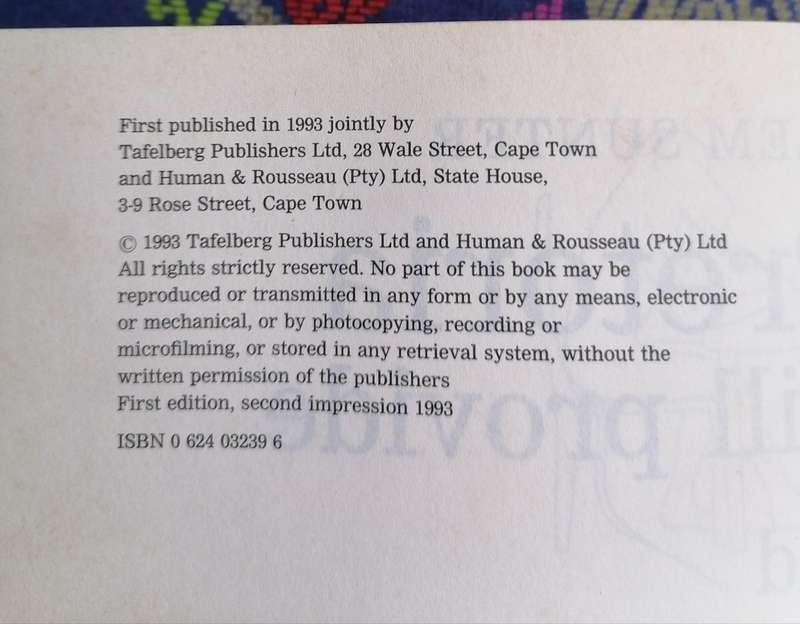 First published in 1993 jointly by
Tafelberg Publishers Ltd, 28 Wale Street, Cape Town
and Human & Rousseau (Pty) Ltd, State House,
3-9 Rose Street, Cape Town
© 1993 Tafelberg Publishers Ltd and Human & Rousseau (Pty) Ltd
All rights strictly reserved. No part of this book may be
reproduced or transmitted in any form or by any means, electronic
or mechanical, or by photocopying, recording or
microfilming, or stored in any retrieval system, without the
written permission of the publishers
First edition, second impression 1993
ISBN 0 624 03239 6